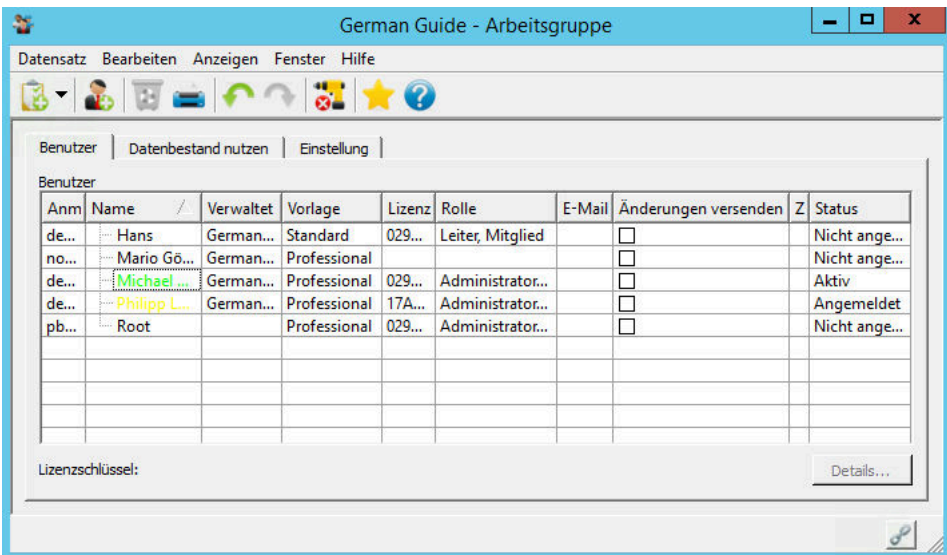 German Guide - Arbeitsgruppe
Datensatz Bearbeiten Anzeigen Fenster Hilfe
Benutzer Datenbestand nutzen Einstellung
Benutzer
Anm Name Verwaltet Vorlage Lizenz Rolle E-Mail Änderungen versenden Z Status
de... Hans German... Standard 029... Leiter, Mitglied Nicht ange...
no... Mario Gö... German... Professional Nicht ange...
de... Michael ... German... Professional 029... Administrator... Aktiv
de... Philipp L... German... Professional 17A... Administrator... Angemeldet
pb... Root Professional 029... Administrator... Nicht ange...
Lizenzschlüssel: Details...